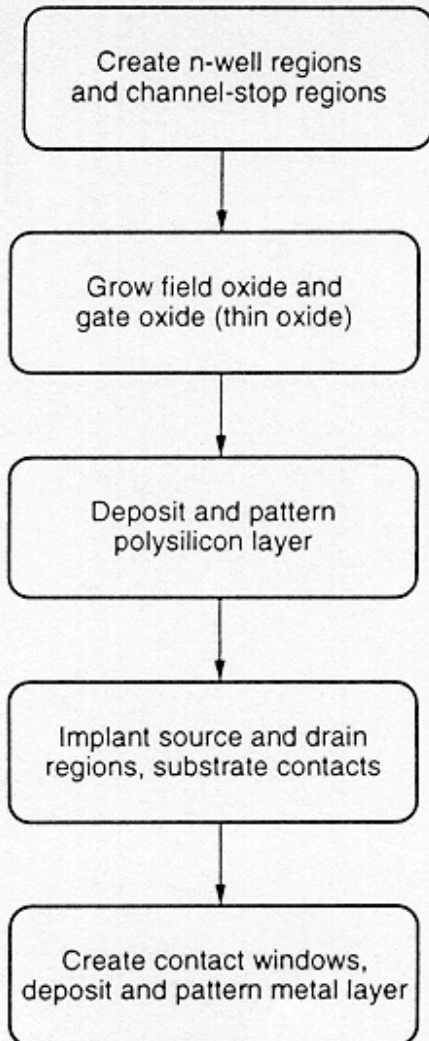 Create n-well regions
and channel-stop regions
Grow field oxide and
gate oxide (thin oxide)
Deposit and pattern
polysilicon layer
Implant source and drain
regions, substrate contacts
Create contact windows,
deposit and pattern metal layer